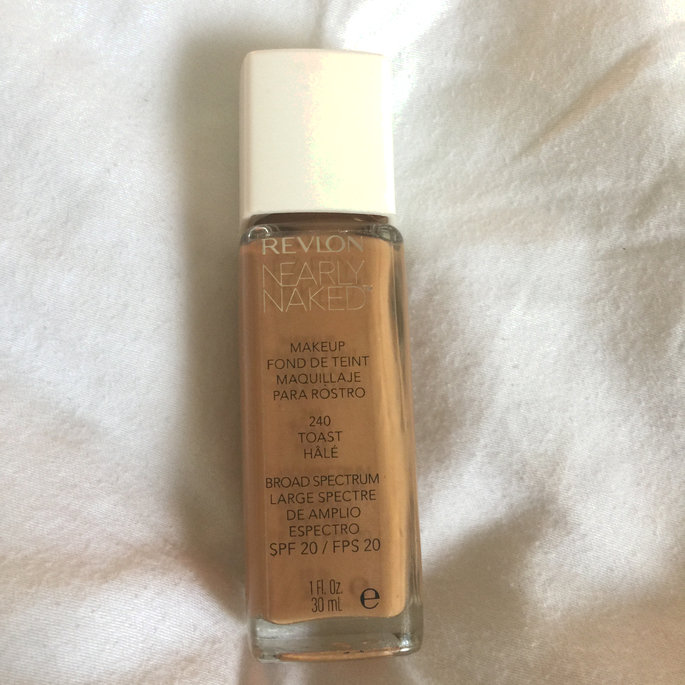 REVLON
NEARLY
NAKED™
MAKEUP
FOND DE TEINT
MAQUILLAJE
PARA ROSTRO
240
TOAST
HÂLÉ
BROAD SPECTRUM
LARGE SPECTRE
DE AMPLIO
ESPECTRO
SPF 20 / FPS 20
1 Fl. Oz.
30 mL e